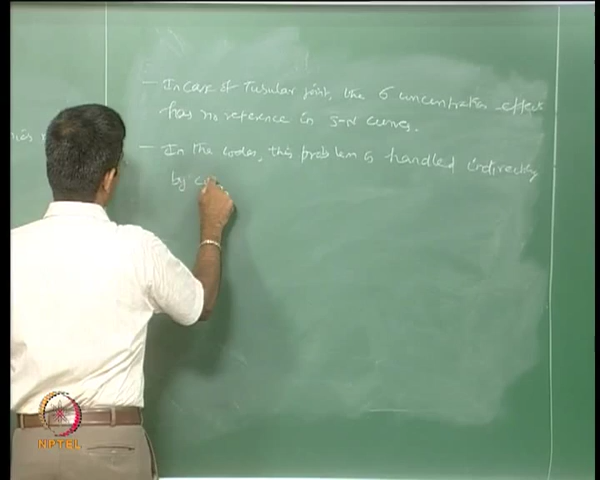 – In case of Tubular joint, the σ concentration effect
has no reference in S-N curves.
– In the codes, this problem is handled indirectly
by c
NPTEL